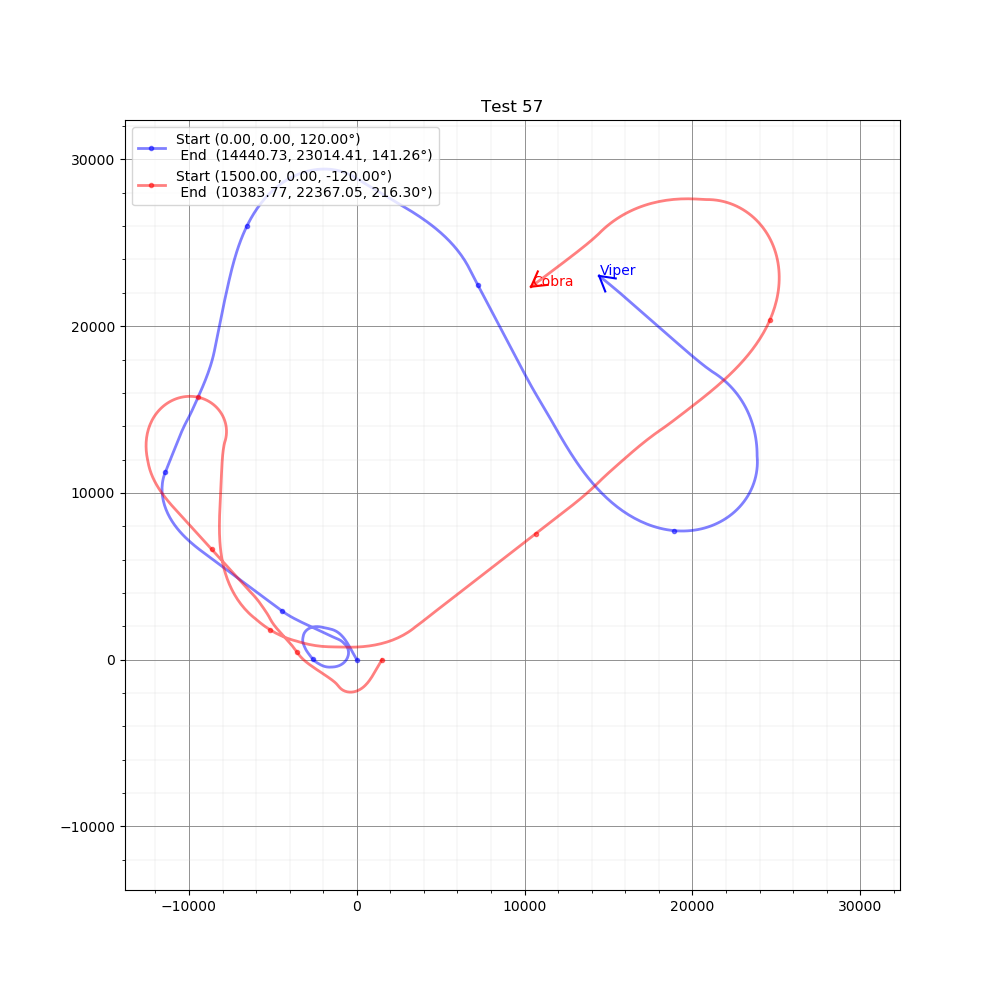 Test 57
Start (0.00, 0.00, 120.00°)
End (14440.73, 23014.41, 141.26°)
Start (1500.00, 0.00, -120.00°)
End (10383.77, 22367.05, 216.30°)
30000
20000
10000
0
−10000
Viper
Cobra
−10000
0
10000
20000
30000